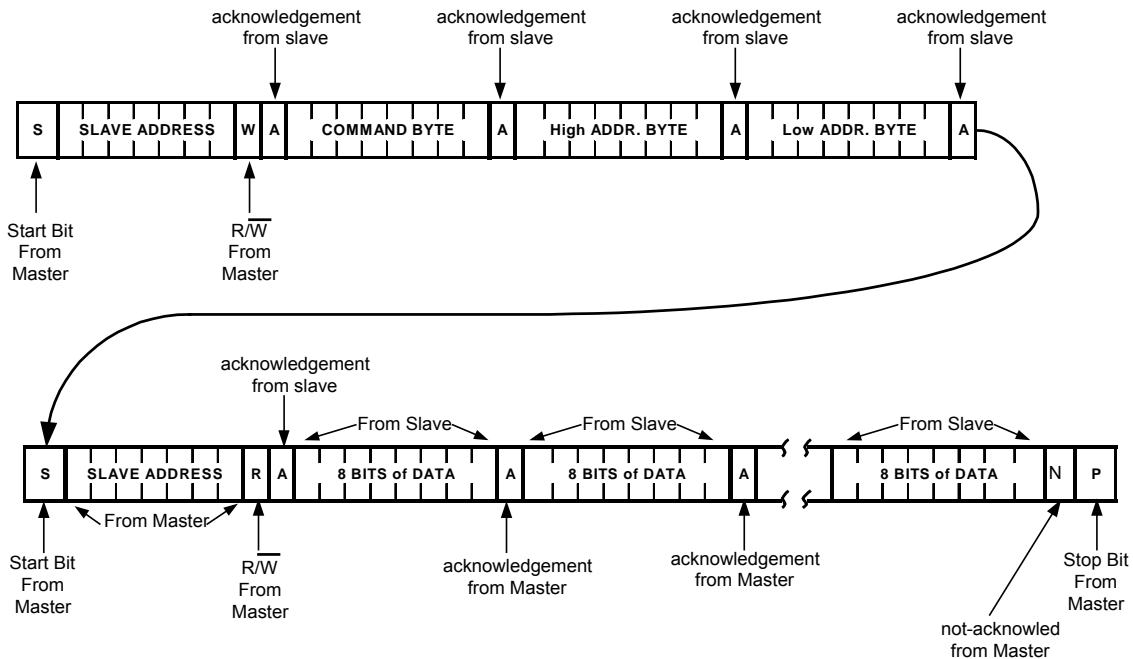 acknowledgement
from slave
acknowledgement
from slave
acknowledgement
from slave
acknowledgement
from slave
S SLAVE ADDRESS W A COMMAND BYTE A High ADDR. BYTE A Low ADDR. BYTE A
Start Bit
From
Master
R/W̅
From
Master
acknowledgement
from slave
From Slave
From Slave
From Slave
S SLAVE ADDRESS R A 8 BITS of DATA A 8 BITS of DATA A 8 BITS of DATA N P
From Master
Start Bit
From
Master
R/W̅
From
Master
acknowledgement
from Master
acknowledgement
from Master
Stop Bit
From
Master
not-acknowled
from Master